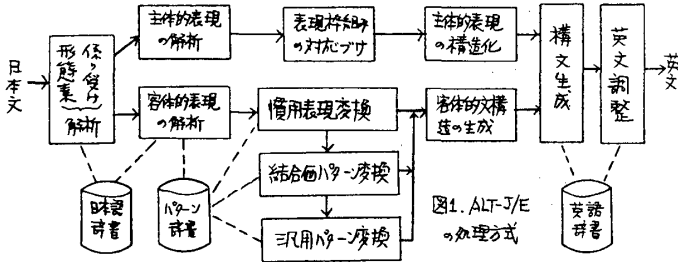 日本文
形態素
係り受け
解析
主体的表現
の解析
表現枠組み
の対応づけ
主体的表現
の構造化
構文生成
英文調整
英文
客体的表現
の解析
慣用表現変換
客体的文構
造の生成
結合価パターン変換
汎用パターン変換
日本語
辞書
パターン
辞書
英語
辞書
図1. ALT-J/E
の処理方式